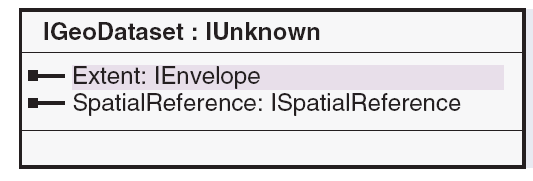 IGeoDataset : IUnknown
Extent: IEnvelope
SpatialReference: ISpatialReference